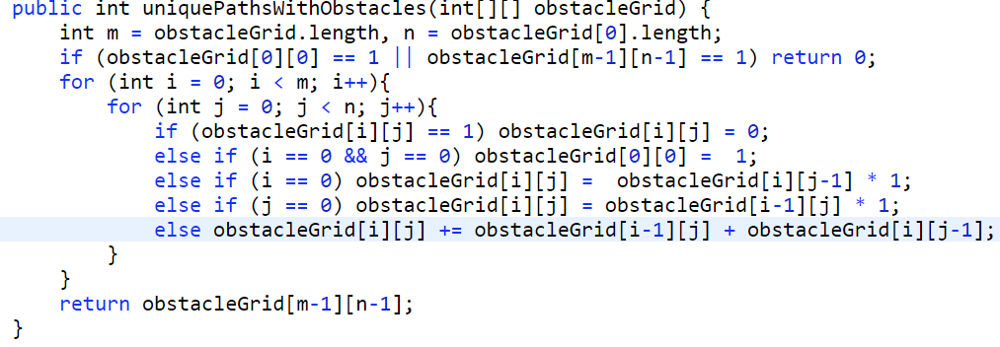 public int uniquePathsWithObstacles(int[][] obstacleGrid) {
    int m = obstacleGrid.length, n = obstacleGrid[0].length;
    if (obstacleGrid[0][0] == 1 || obstacleGrid[m-1][n-1] == 1) return 0;
    for (int i = 0; i < m; i++){
        for (int j = 0; j < n; j++){
            if (obstacleGrid[i][j] == 1) obstacleGrid[i][j] = 0;
            else if (i == 0 && j == 0) obstacleGrid[0][0] =  1;
            else if (i == 0) obstacleGrid[i][j] =  obstacleGrid[i][j-1] * 1;
            else if (j == 0) obstacleGrid[i][j] = obstacleGrid[i-1][j] * 1;
            else obstacleGrid[i][j] += obstacleGrid[i-1][j] + obstacleGrid[i][j-1];
        }
    }
    return obstacleGrid[m-1][n-1];
}